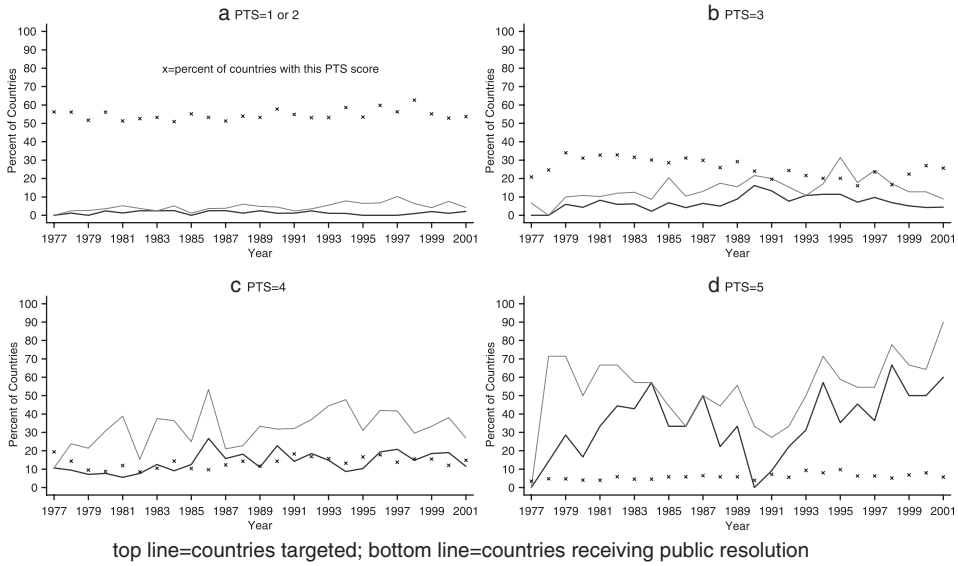 a PTS=1 or 2
100
90
80
70
60
50
40
30
20
10
0
Percent of Countries
x=percent of countries with this PTS score
1977 1979 1981 1983 1985 1987 1989 1991 1993 1995 1997 1999 2001
Year
b PTS=3
100
90
80
70
60
50
40
30
20
10
0
Percent of Countries
1977 1979 1981 1983 1985 1987 1989 1991 1993 1995 1997 1999 2001
Year
c PTS=4
100
90
80
70
60
50
40
30
20
10
0
Percent of Countries
1977 1979 1981 1983 1985 1987 1989 1991 1993 1995 1997 1999 2001
Year
d PTS=5
100
90
80
70
60
50
40
30
20
10
0
Percent of Countries
1977 1979 1981 1983 1985 1987 1989 1991 1993 1995 1997 1999 2001
Year
top line=countries targeted; bottom line=countries receiving public resolution